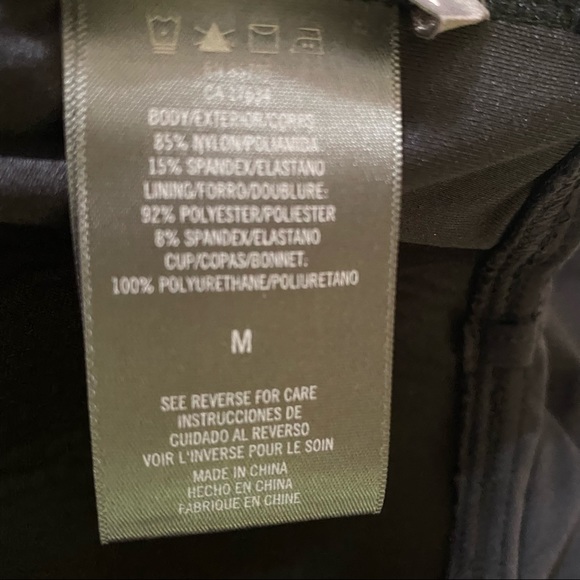 BODY/EXTERIOR/CORPS
85% NYLON/POLIAMIDA
15% SPANDEX/ELASTANO
LINING/FORRO/DOUBLURE:
92% POLYESTER/POLIESTER
8% SPANDEX/ELASTANO
CUP/COPAS/BONNET:
100% POLYURETHANE/POLIURETANO
M
SEE REVERSE FOR CARE
INSTRUCCIONES DE
CUIDADO AL REVERSO
VOIR L'INVERSE POUR LE SOIN
MADE IN CHINA
HECHO EN CHINA
FABRIQUE EN CHINE